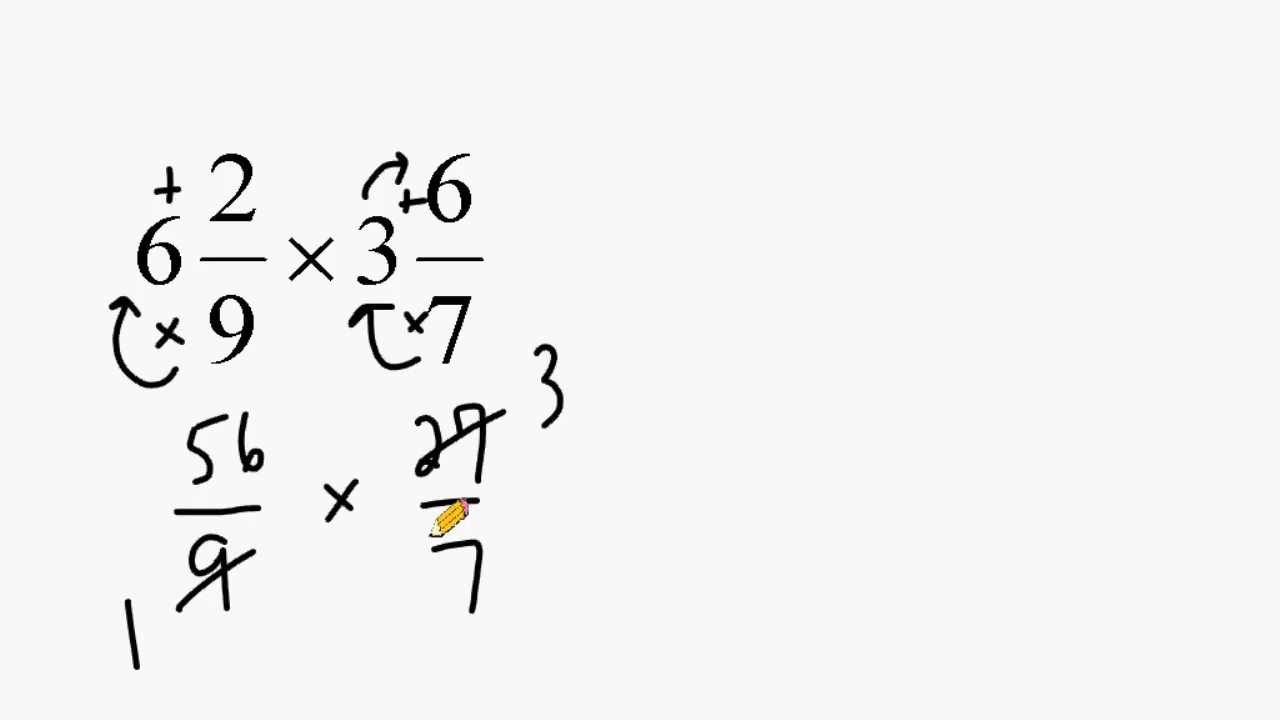 6 2/9 × 3 6/7
+ × + ×
56/9 × 27/7
3
1